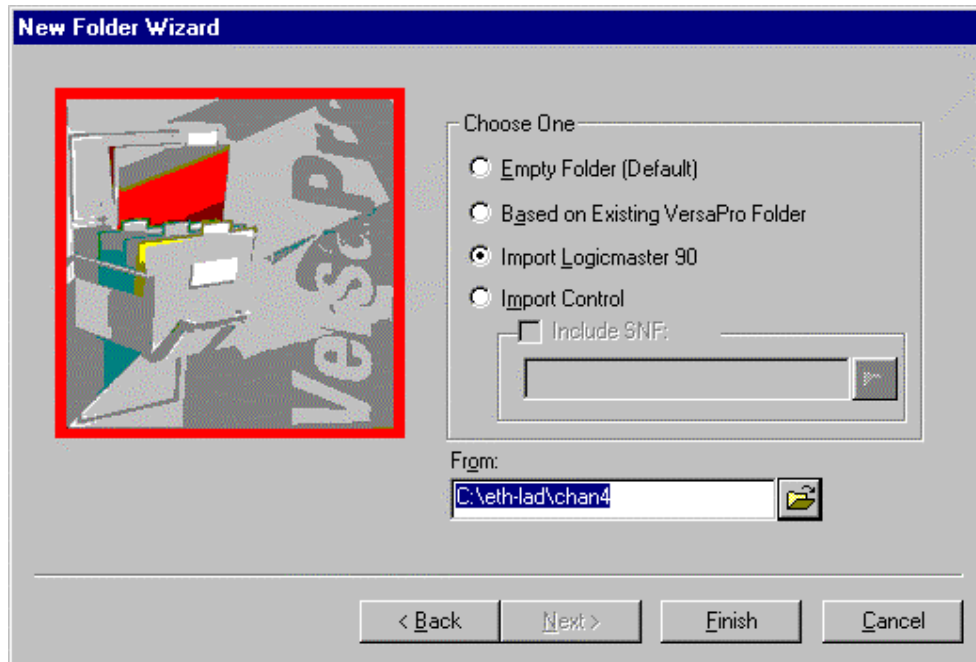 New Folder Wizard
VersaPro
Choose One
Empty Folder (Default)
Based on Existing VersaPro Folder
Import Logicmaster 90
Import Control
Include SNF:
From:
C:\eth-lad\chan4
< Back
Next >
Finish
Cancel